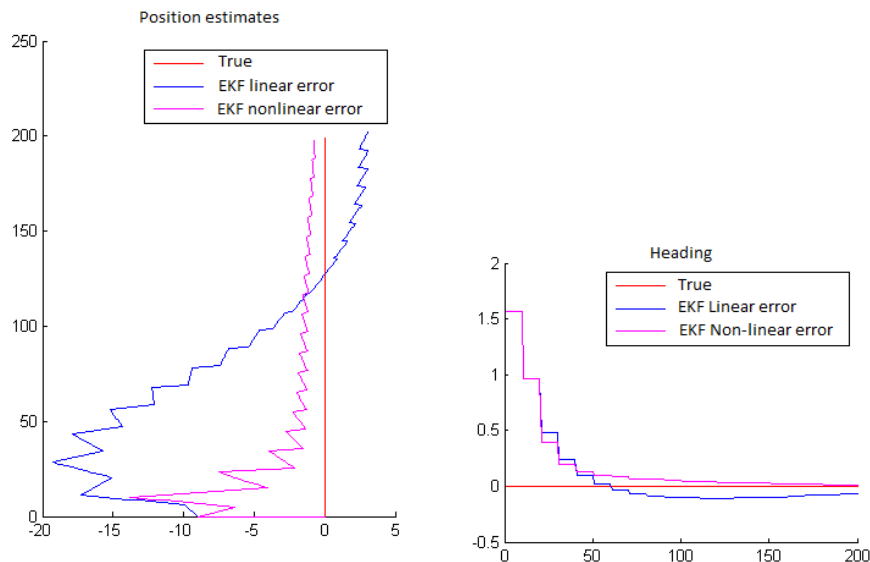 Position estimates
250
200
150
100
50
0
-20
-15
-10
-5
0
5
True
EKF linear error
EKF nonlinear error
Heading
2
1.5
1
0.5
0
-0.5
0
50
100
150
200
True
EKF Linear error
EKF Non-linear error